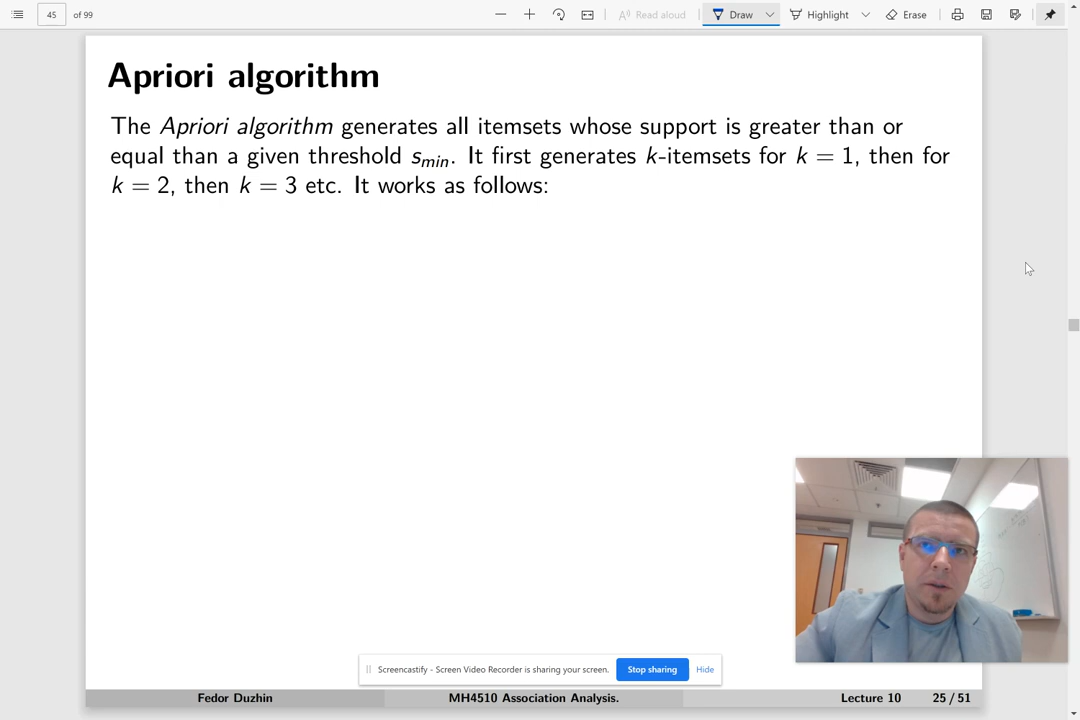 45 of 99 Read aloud Draw Highlight Erase
Apriori algorithm
The Apriori algorithm generates all itemsets whose support is greater than or
equal than a given threshold smin. It first generates k-itemsets for k = 1, then for
k = 2, then k = 3 etc. It works as follows:
Screencastify - Screen Video Recorder is sharing your screen. Stop sharing Hide
Fedor Duzhin MH4510 Association Analysis. Lecture 10 25 / 51